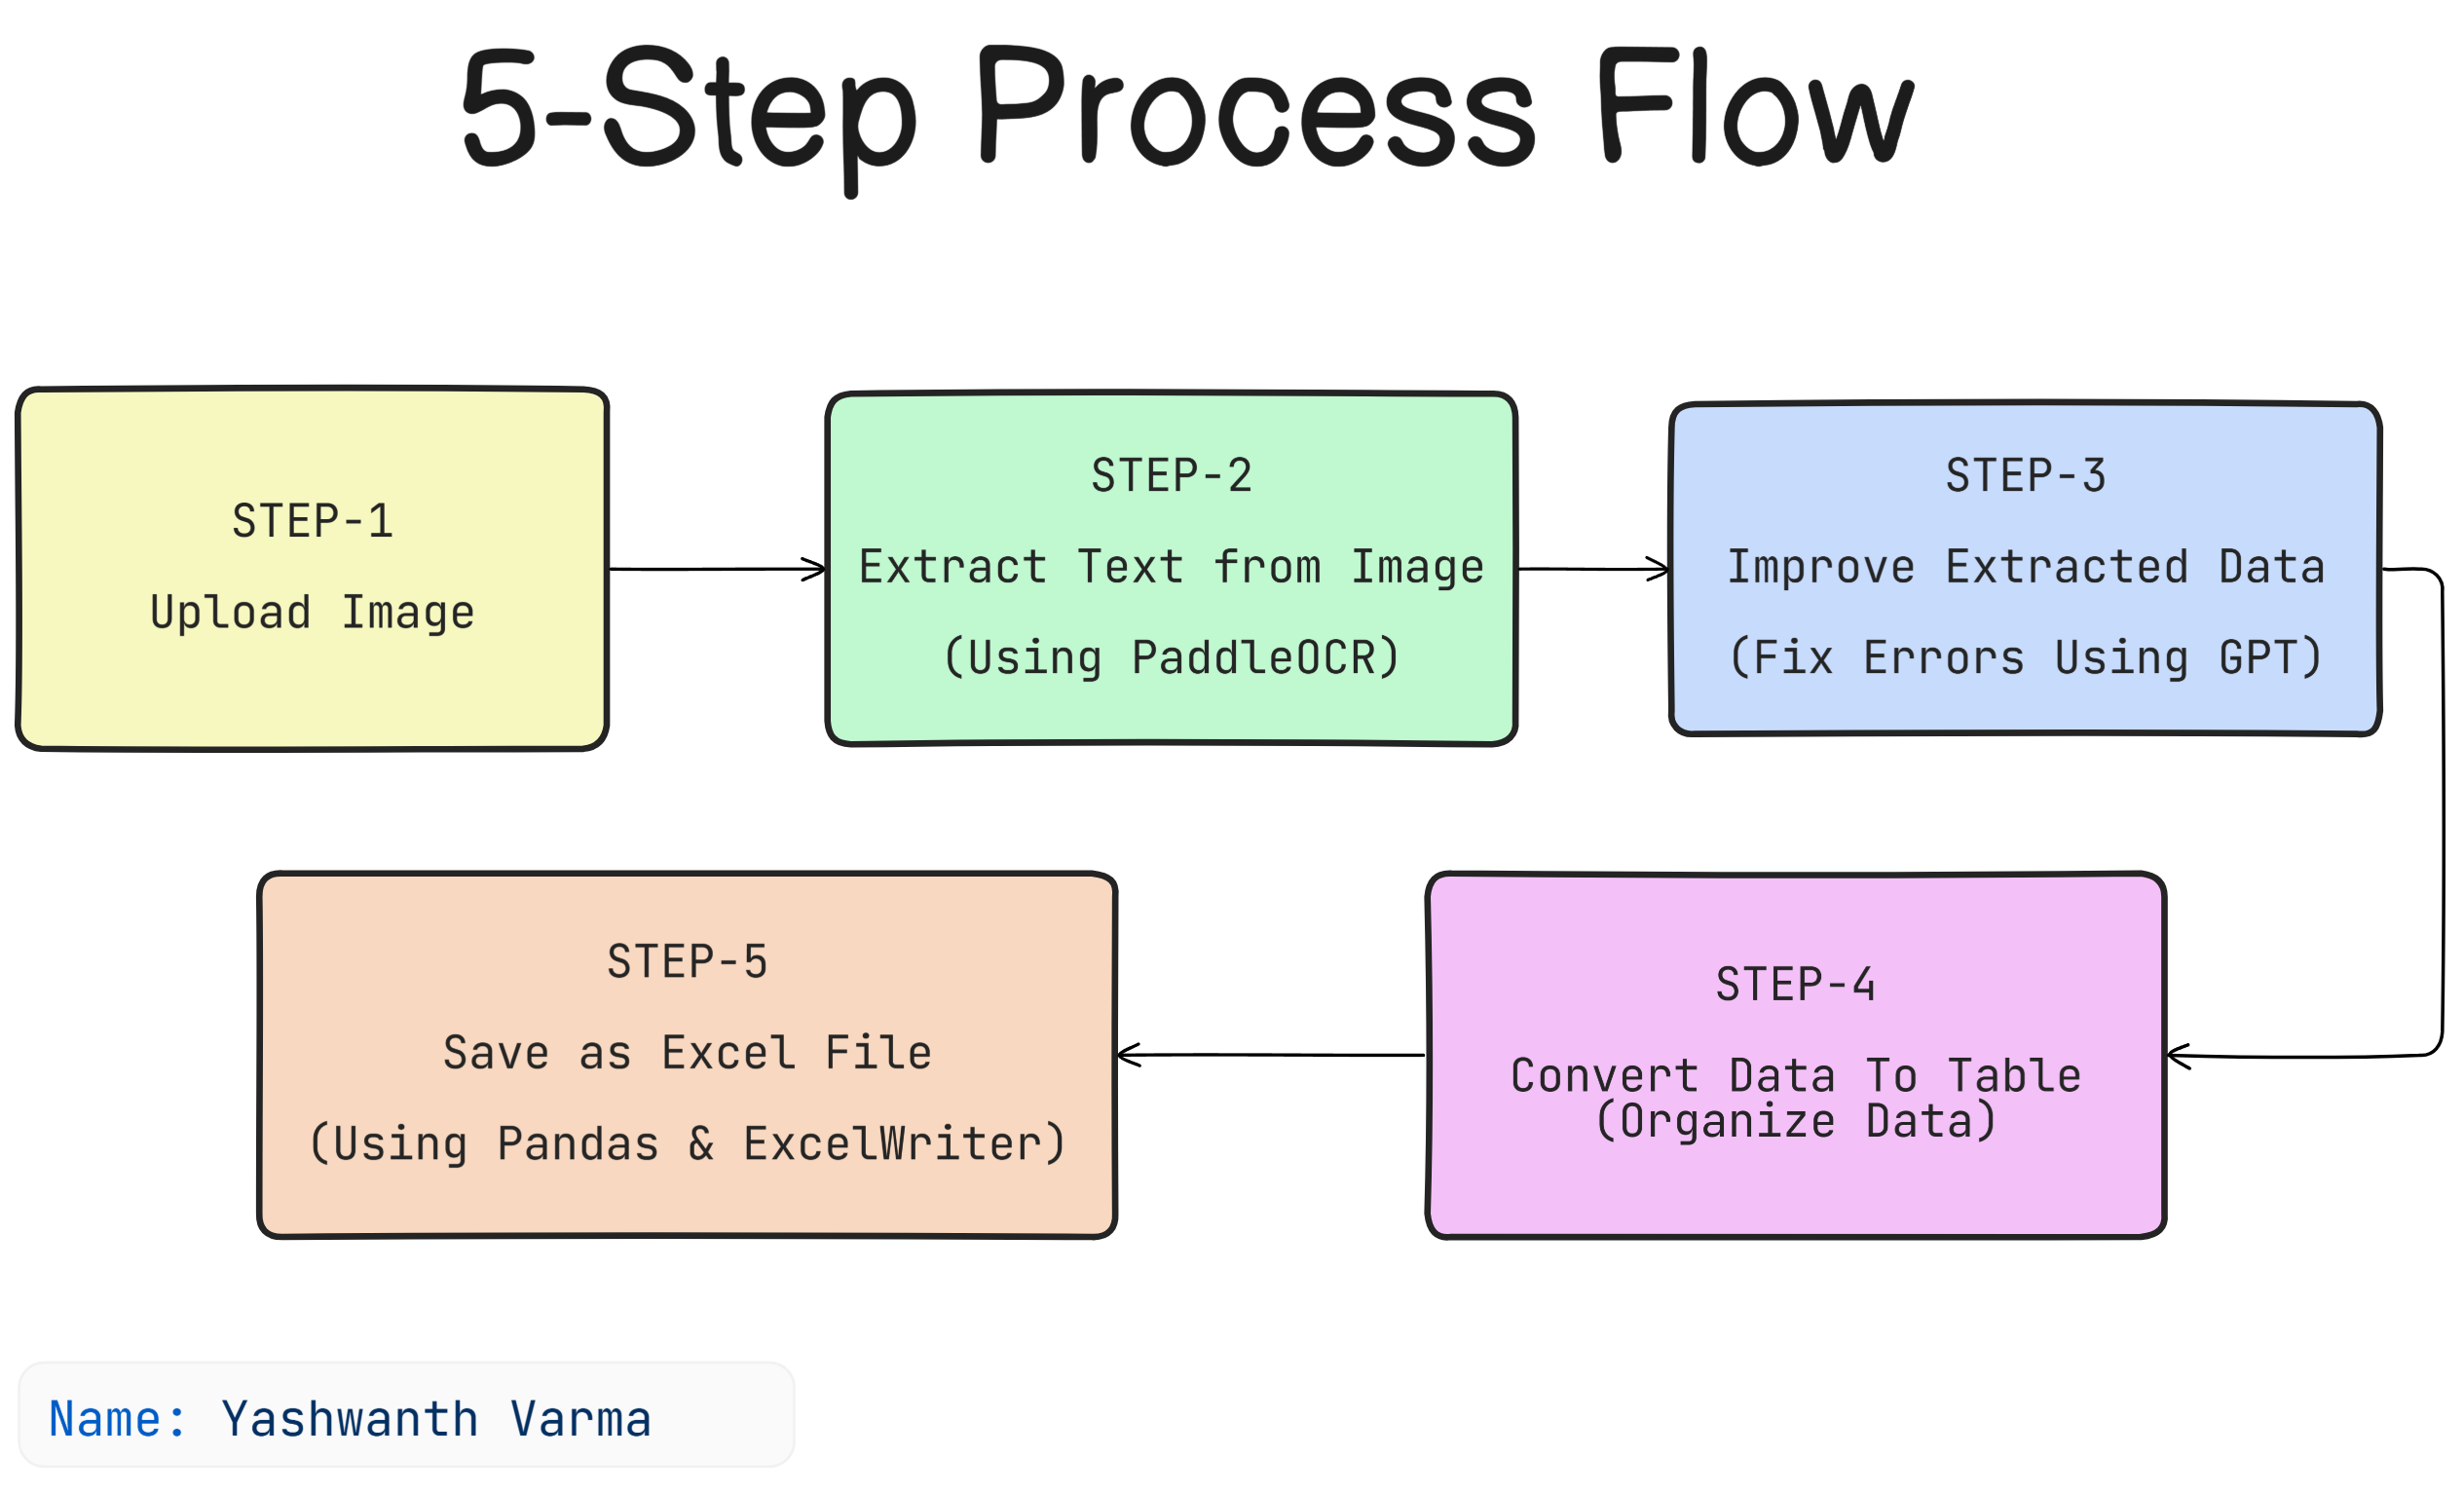 5-Step Process Flow
STEP-1
Upload Image
STEP-2
Extract Text from Image
(Using PaddleOCR)
STEP-3
Improve Extracted Data
(Fix Errors Using GPT)
STEP-4
Convert Data To Table
(Organize Data)
STEP-5
Save as Excel File
(Using Pandas & ExcelWriter)
Name: Yashwanth Varma